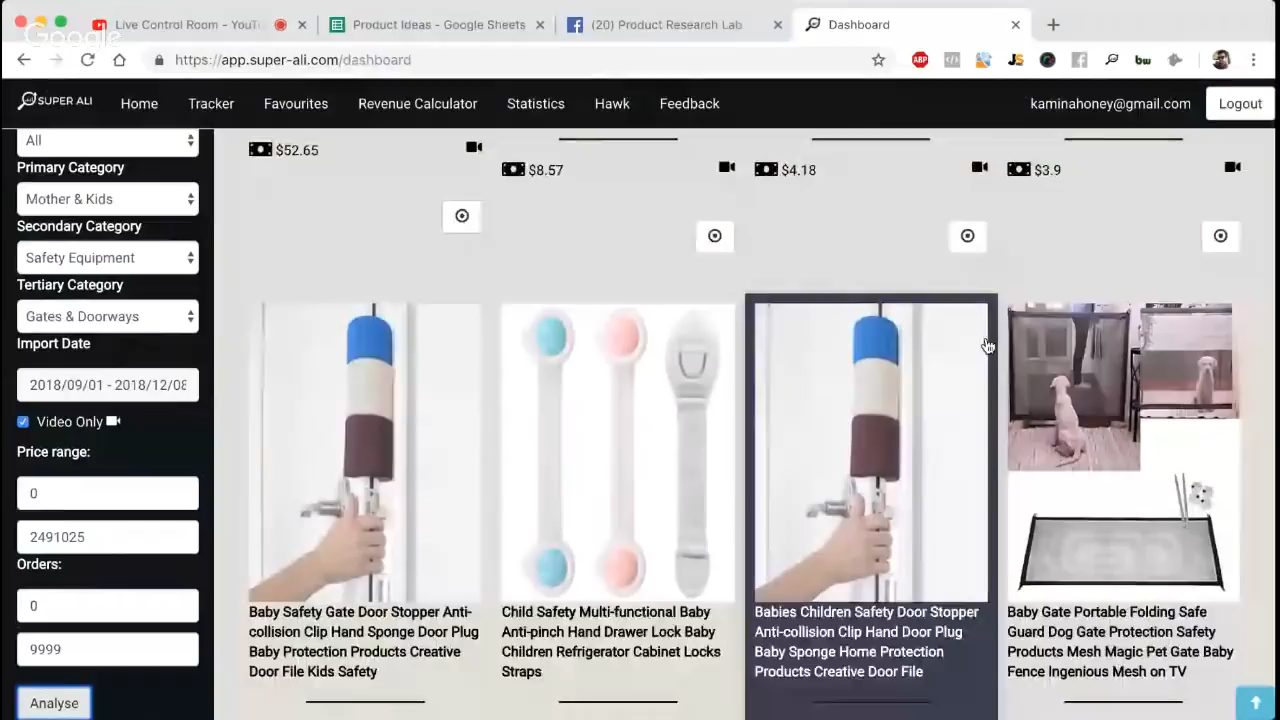 Live Control Room - YouT
Product Ideas - Google Sheets
(20) Product Research Lab
Dashboard
Google
https://app.super-ali.com/dashboard
ABP
JS
bw
SUPER ALI
Home
Tracker
Favourites
Revenue Calculator
Statistics
Hawk
Feedback
kaminahoney@gmail.com
Logout
All
Primary Category
Mother & Kids
Secondary Category
Safety Equipment
Tertiary Category
Gates & Doorways
Import Date
2018/09/01 - 2018/12/08
Video Only
Price range:
0
2491025
Orders:
0
9999
Analyse
$52.65
$8.57
$4.18
$3.9
Baby Safety Gate Door Stopper Anti-
collision Clip Hand Sponge Door Plug
Baby Protection Products Creative
Door File Kids Safety
Child Safety Multi-functional Baby
Anti-pinch Hand Drawer Lock Baby
Children Refrigerator Cabinet Locks
Straps
Babies Children Safety Door Stopper
Anti-collision Clip Hand Door Plug
Baby Sponge Home Protection
Products Creative Door File
Baby Gate Portable Folding Safe
Guard Dog Gate Protection Safety
Products Mesh Magic Pet Gate Baby
Fence Ingenious Mesh on TV